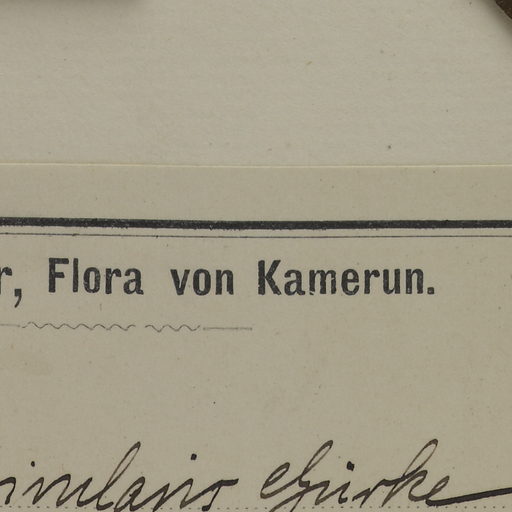 r, Flora von Kamerun.
Gürke